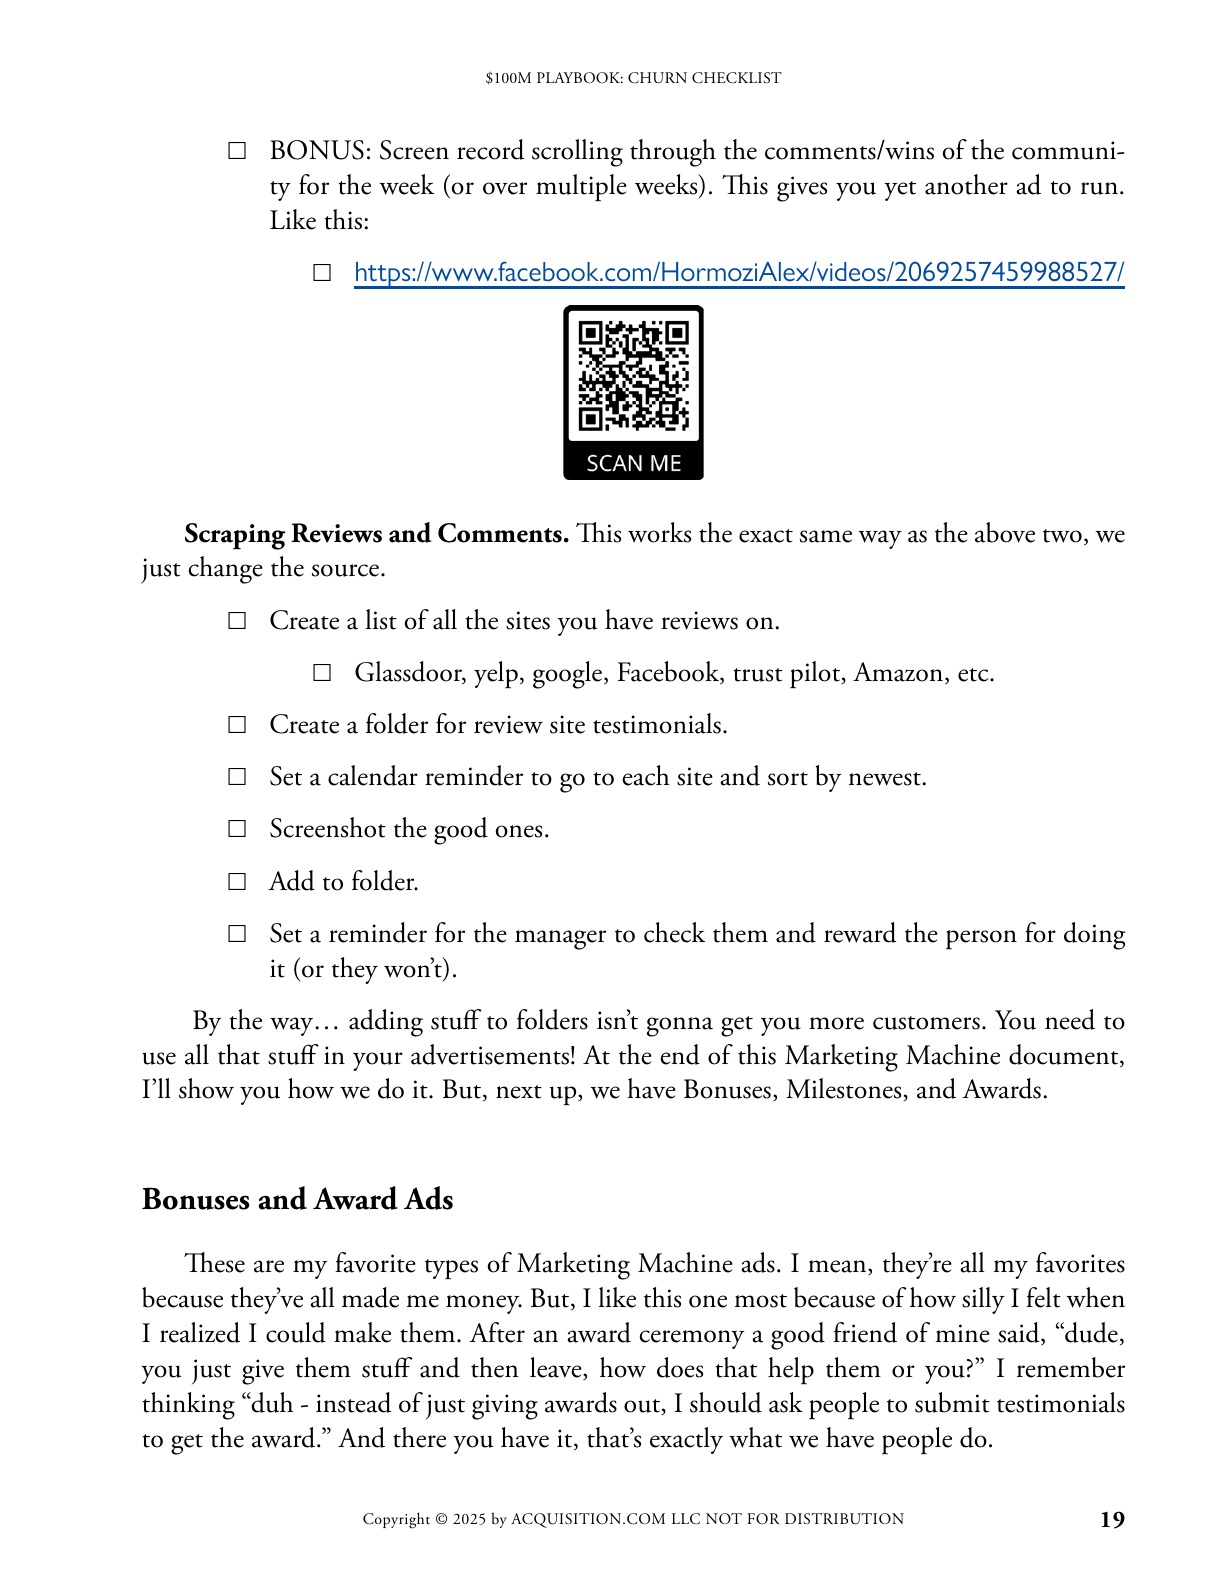 $100M PLAYBOOK: CHURN CHECKLIST
☐ BONUS: Screen record scrolling through the comments/wins of the communi-
ty for the week (or over multiple weeks). This gives you yet another ad to run.
Like this:
☐ https://www.facebook.com/HormoziAlex/videos/2069257459988527/
SCAN ME
Scraping Reviews and Comments. This works the exact same way as the above two, we
just change the source.
☐ Create a list of all the sites you have reviews on.
☐ Glassdoor, yelp, google, Facebook, trust pilot, Amazon, etc.
☐ Create a folder for review site testimonials.
☐ Set a calendar reminder to go to each site and sort by newest.
☐ Screenshot the good ones.
☐ Add to folder.
☐ Set a reminder for the manager to check them and reward the person for doing
it (or they won’t).
By the way… adding stuff to folders isn’t gonna get you more customers. You need to
use all that stuff in your advertisements! At the end of this Marketing Machine document,
I’ll show you how we do it. But, next up, we have Bonuses, Milestones, and Awards.
Bonuses and Award Ads
These are my favorite types of Marketing Machine ads. I mean, they’re all my favorites
because they’ve all made me money. But, I like this one most because of how silly I felt when
I realized I could make them. After an award ceremony a good friend of mine said, “dude,
you just give them stuff and then leave, how does that help them or you?” I remember
thinking “duh - instead of just giving awards out, I should ask people to submit testimonials
to get the award.” And there you have it, that’s exactly what we have people do.
Copyright © 2025 by ACQUISITION.COM LLC NOT FOR DISTRIBUTION
19